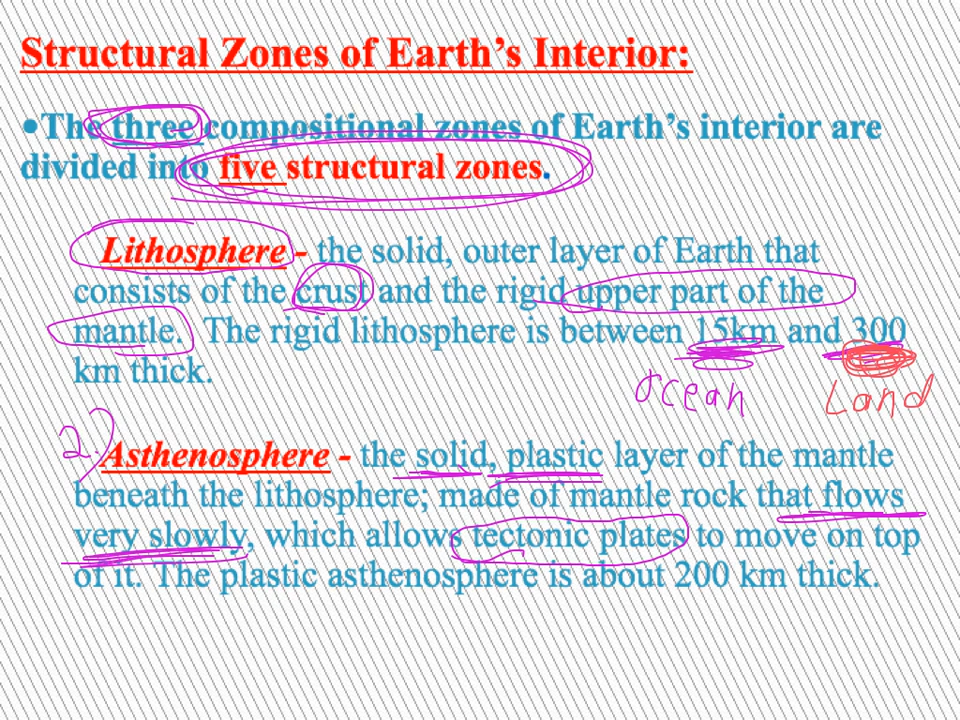 Structural Zones of Earth's Interior:
•The three compositional zones of Earth's interior are
divided into five structural zones.
Lithosphere - the solid, outer layer of Earth that
consists of the crust and the rigid upper part of the
mantle. The rigid lithosphere is between 15km and 300
km thick.
ocean Land
2) Asthenosphere - the solid, plastic layer of the mantle
beneath the lithosphere; made of mantle rock that flows
very slowly, which allows tectonic plates to move on top
of it. The plastic asthenosphere is about 200 km thick.